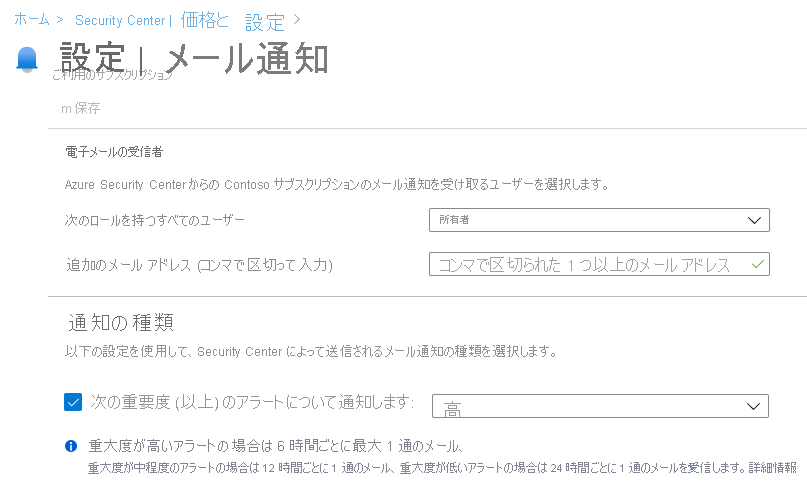 ホーム > Security Center | 価格と 設定 >
設定 | メール通知
ご利用のサブスクリプション
m 保存
電子メールの受信者
Azure Security Centerからの Contoso サブスクリプションのメール通知を受け取るユーザーを選択します。
次のロールを持つすべてのユーザー 所有者
追加のメール アドレス (コンマで区切って入力) コンマで区切られた 1 つ以上のメール アドレス
通知の種類
以下の設定を使用して、Security Center によって送信されるメール通知の種類を選択します。
次の重要度 (以上) のアラートについて通知します: 高
重大度が高いアラートの場合は 6 時間ごとに最大 1 通のメール、
重大度が中程度のアラートの場合は 12 時間ごとに 1 通のメール、重大度が低いアラートの場合は 24 時間ごとに 1 通のメールを受信します。詳細情報